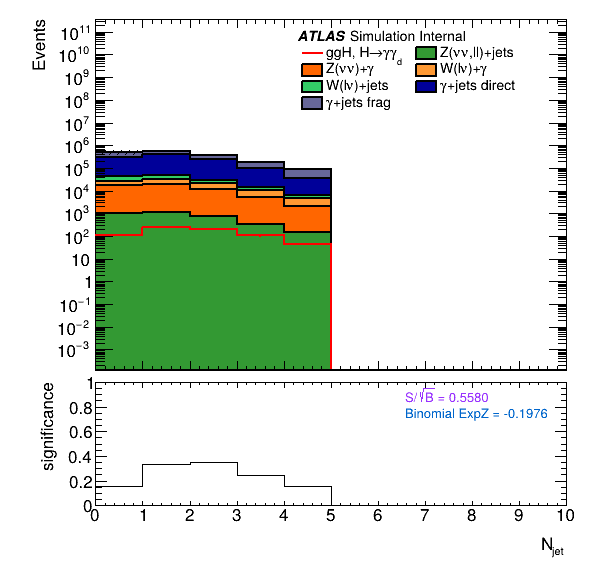 Events
ATLAS Simulation Internal
ggH, H→γγ_d
Z(νν,ll)+jets
Z(νν)+γ
W(lν)+γ
W(lν)+jets
γ+jets direct
γ+jets frag
10¹¹
10¹⁰
10⁹
10⁸
10⁷
10⁶
10⁵
10⁴
10³
10²
10
1
10⁻¹
10⁻²
10⁻³
significance
1
0.8
0.6
0.4
0.2
0
S/√B = 0.5580
Binomial ExpZ = -0.1976
0 1 2 3 4 5 6 7 8 9 10
N_jet